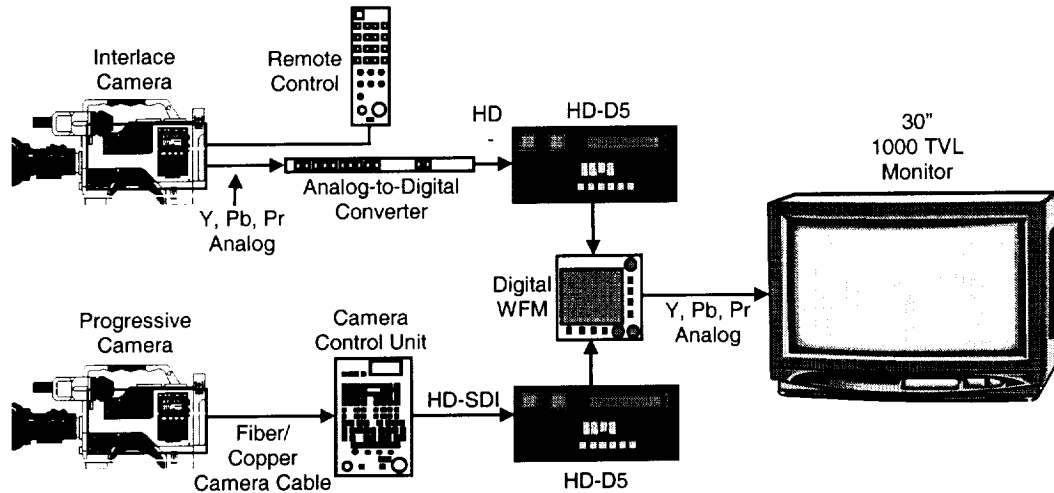 Interlace
Camera
Remote
Control
HD
-
HD-D5
30”
1000 TVL
Monitor
Analog-to-Digital
Converter
Y, Pb, Pr
Analog
Digital
WFM
Y, Pb, Pr
Analog
Progressive
Camera
Camera
Control Unit
HD-SDI
Fiber/
Copper
Camera Cable
HD-D5